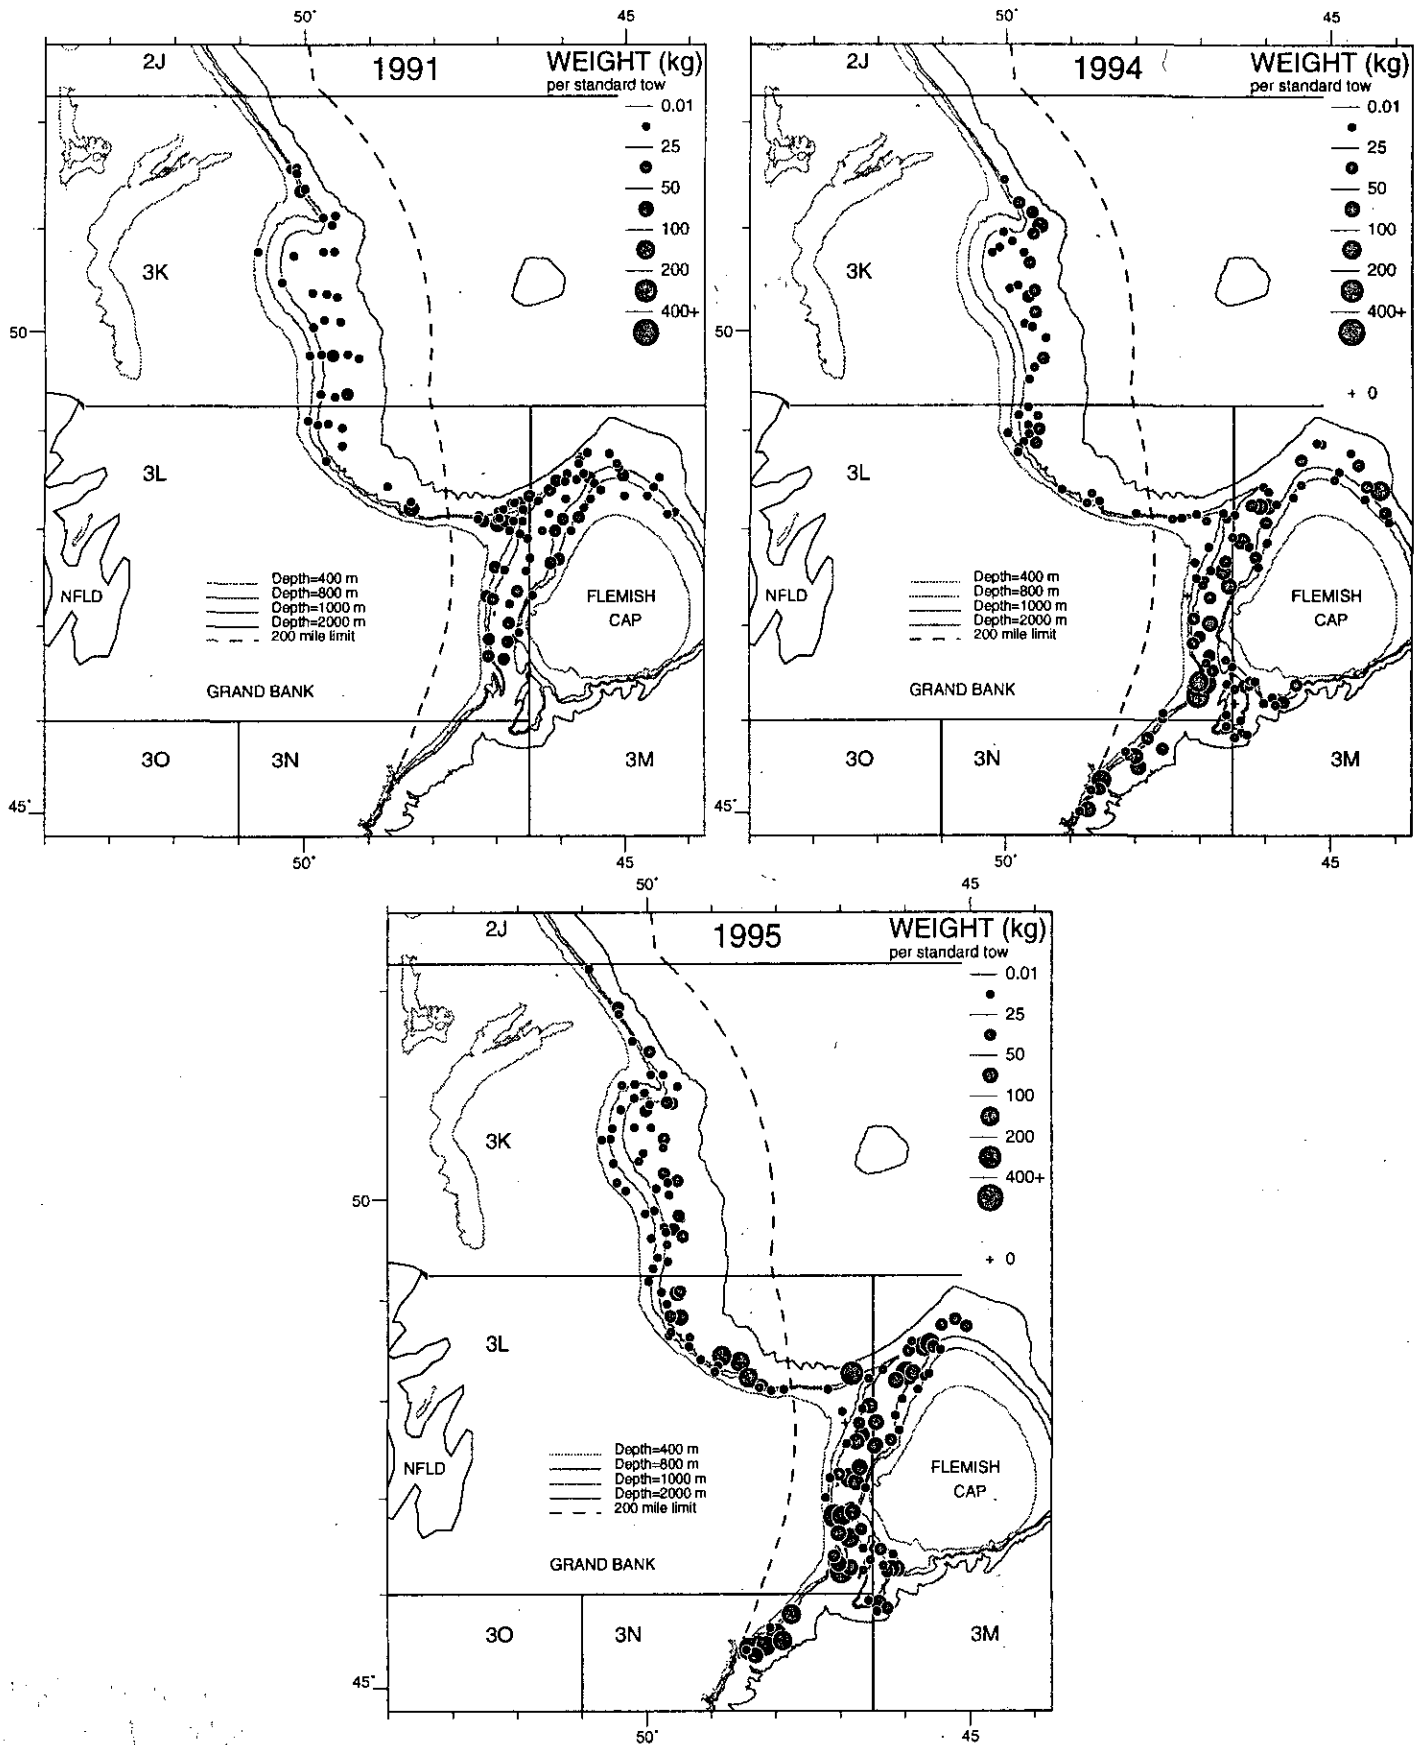 50°
45
2J
1991
WEIGHT (kg)
per standard tow
0.01
25
50
100
200
400+
3K
50
3L
NFLD
Depth=400 m
Depth=800 m
Depth=1000 m
Depth=2000 m
200 mile limit
FLEMISH
CAP
GRAND BANK
3O
3N
3M
45°
50°
45
50°
45
2J
1994
WEIGHT (kg)
per standard tow
0.01
25
50
100
200
400+
+ 0
3K
50
3L
NFLD
Depth=400 m
Depth=800 m
Depth=1000 m
Depth=2000 m
200 mile limit
FLEMISH
CAP
GRAND BANK
3O
3N
3M
45°
50°
45
50°
45
2J
1995
WEIGHT (kg)
per standard tow
0.01
25
50
100
200
400+
+ 0
3K
50
3L
NFLD
Depth=400 m
Depth=800 m
Depth=1000 m
Depth=2000 m
200 mile limit
FLEMISH
CAP
GRAND BANK
3O
3N
3M
45°
50°
45